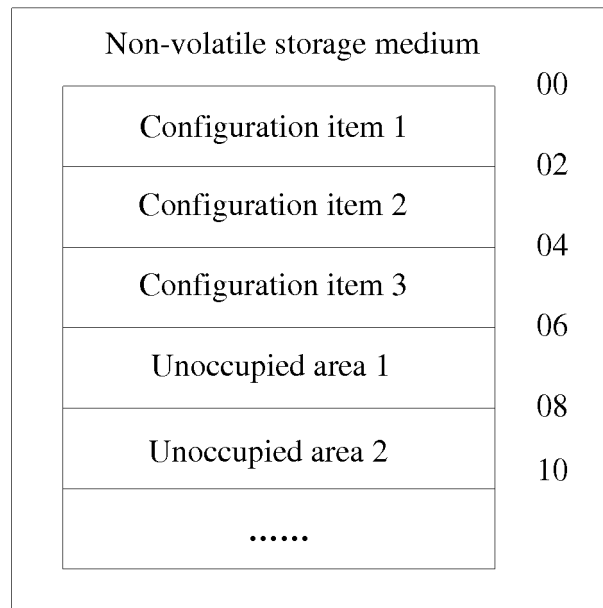 Non-volatile storage medium
00
Configuration item 1
02
Configuration item 2
04
Configuration item 3
06
Unoccupied area 1
08
Unoccupied area 2
10
......